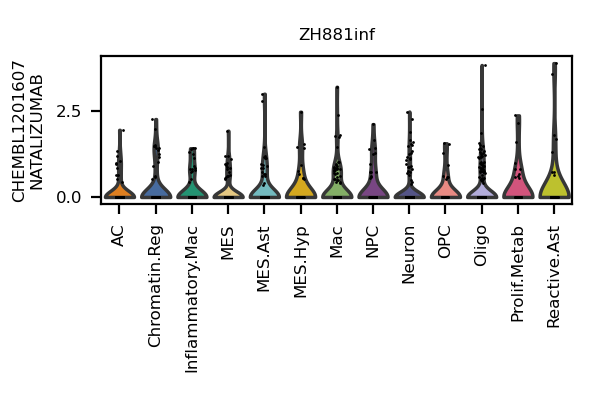 ZH881inf
CHEMBL1201607
NATALIZUMAB
2.5
0.0
AC
Chromatin.Reg
Inflammatory.Mac
MES
MES.Ast
MES.Hyp
Mac
NPC
Neuron
OPC
Oligo
Prolif.Metab
Reactive.Ast